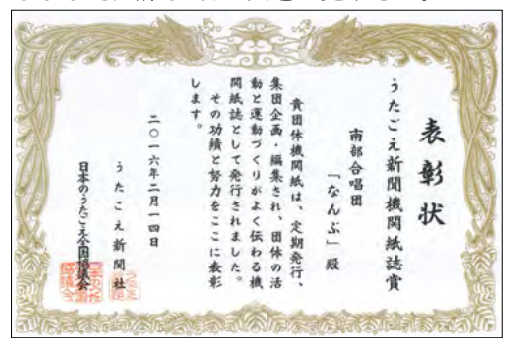 表彰状
うたごえ新聞機関紙誌賞
南部合唱団
「なんぶ」殿
貴団体機関紙は、定期発行、
集団企画・編集され、団体の活
動と運動づくりがよく伝わる機
関紙誌として発行されました。
その功績と努力をここに表彰
します。
二〇一六年二月一四日
うたごえ新聞社
日本のうたごえ全国協議会